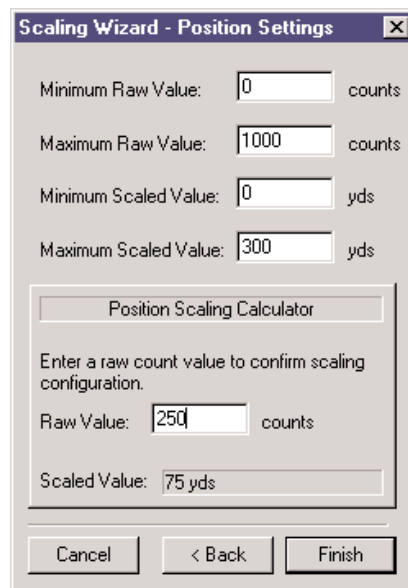 Scaling Wizard - Position Settings
Minimum Raw Value: 0 counts
Maximum Raw Value: 1000 counts
Minimum Scaled Value: 0 yds
Maximum Scaled Value: 300 yds
Position Scaling Calculator
Enter a raw count value to confirm scaling
configuration.
Raw Value: 250 counts
Scaled Value: 75 yds
Cancel < Back Finish